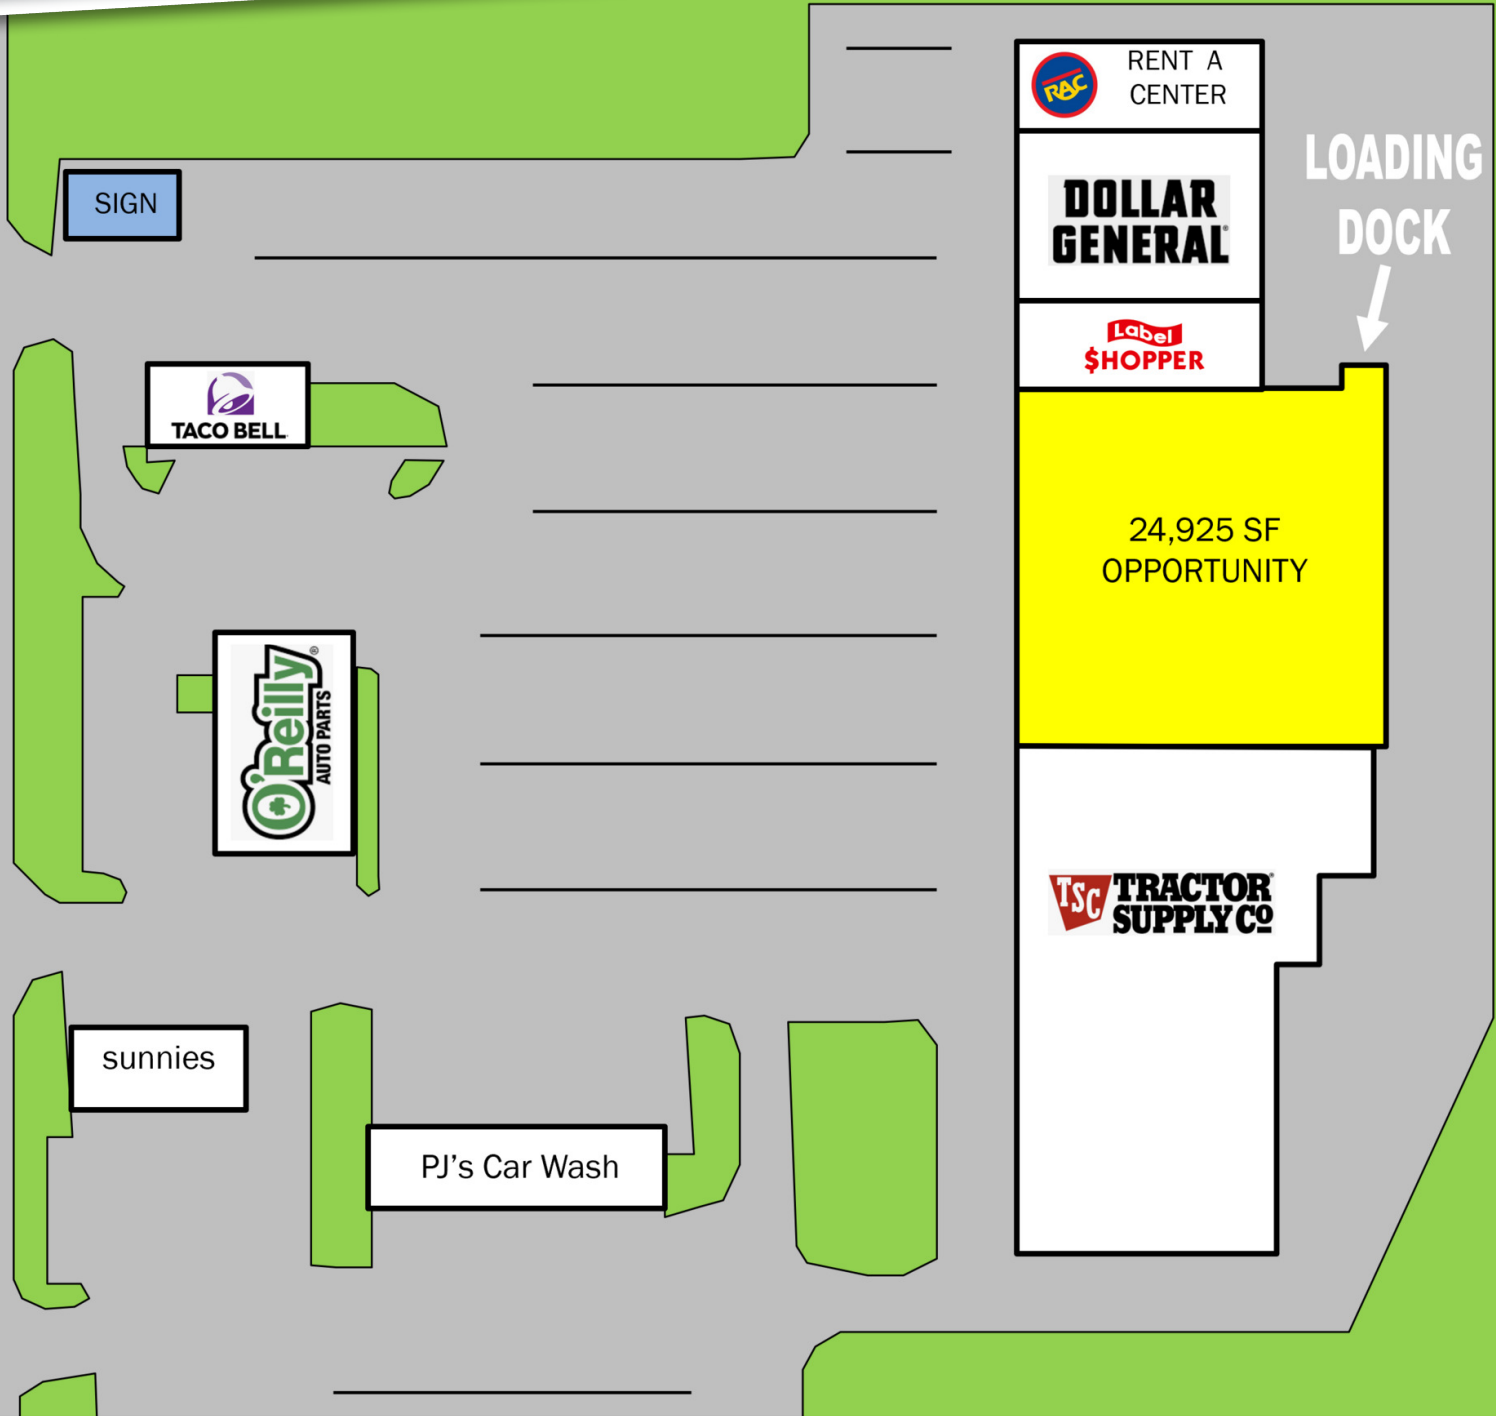 RAC
RENT A
CENTER
LOADING
DOCK
DOLLAR
GENERAL®
SIGN
Label
$HOPPER
TACO BELL
24,925 SF
OPPORTUNITY
O'Reilly®
AUTO PARTS
TSC
TRACTOR
SUPPLY CO
sunnies
PJ's Car Wash